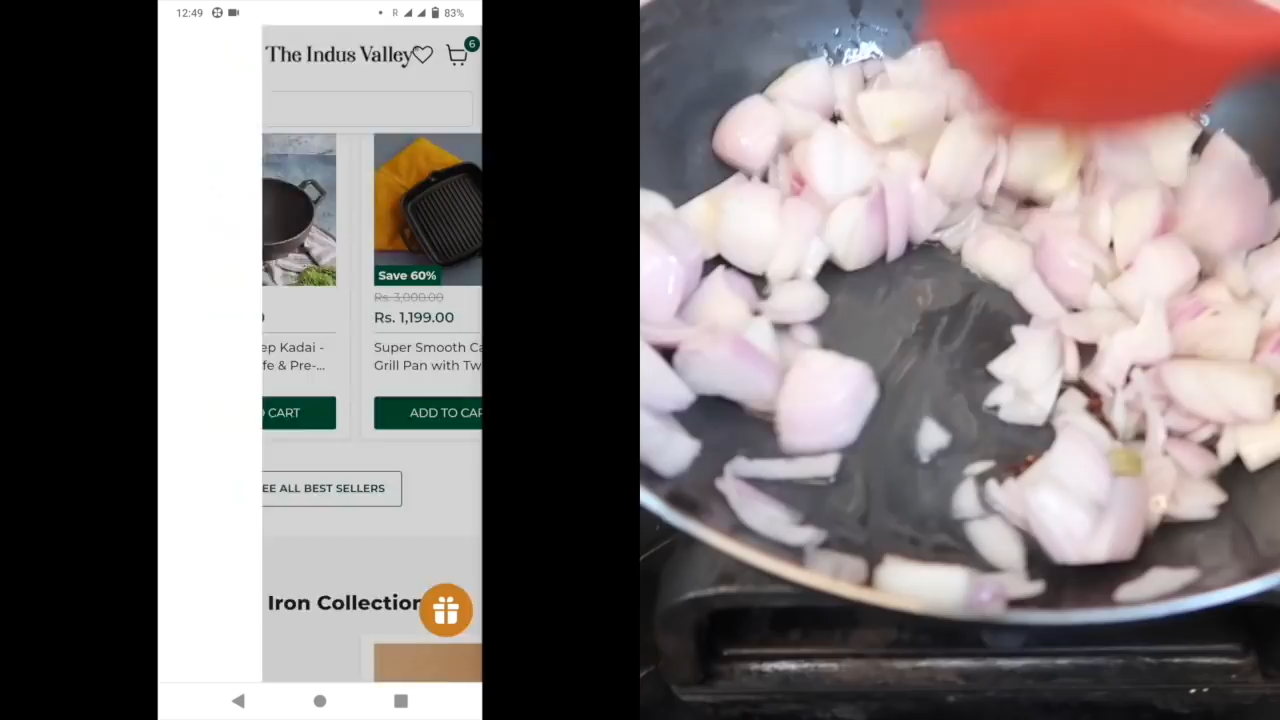 12:49
R
83%
The Indus Valley
6
Save 60%
Rs. 3,000.00
Rs. 1,199.00
ep Kadai -
fe & Pre-...
Super Smooth Ca
Grill Pan with Tw
CART
ADD TO CAR
EE ALL BEST SELLERS
Iron Collection